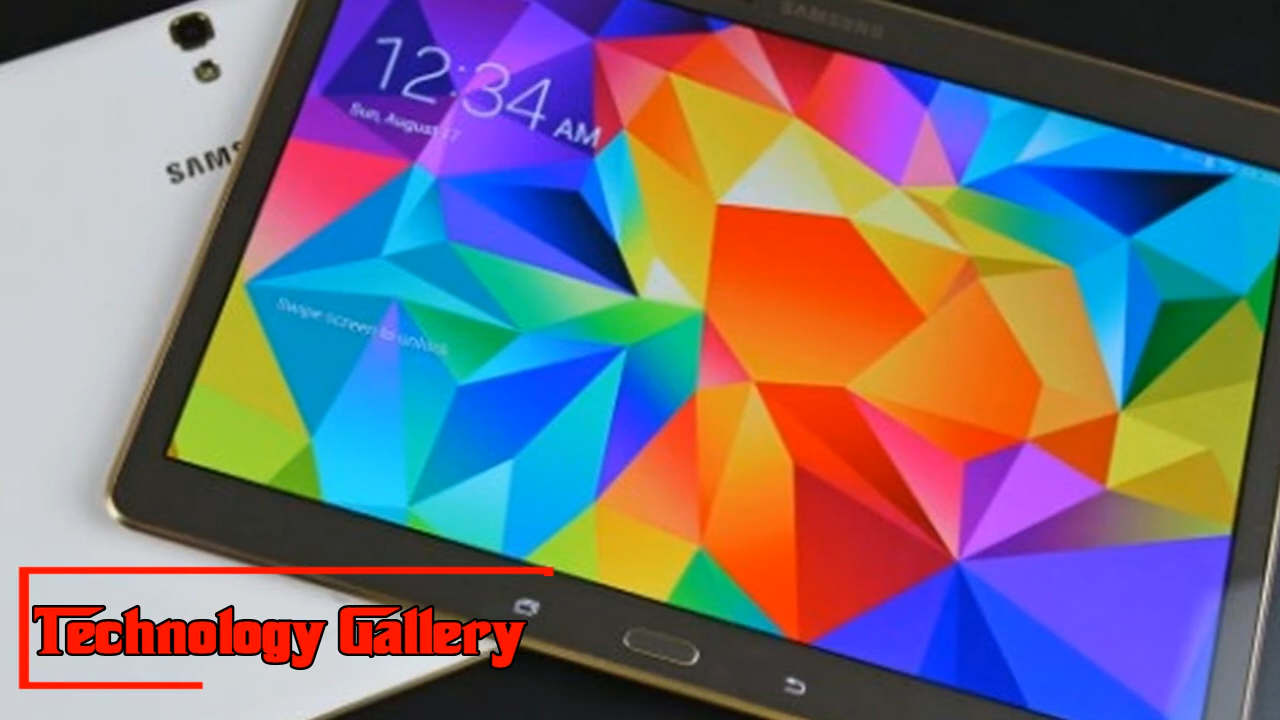 SAMSUNG
12:34 AM
Sun, August 17
SAMS
Swipe screen to unlock
Technology Gallery